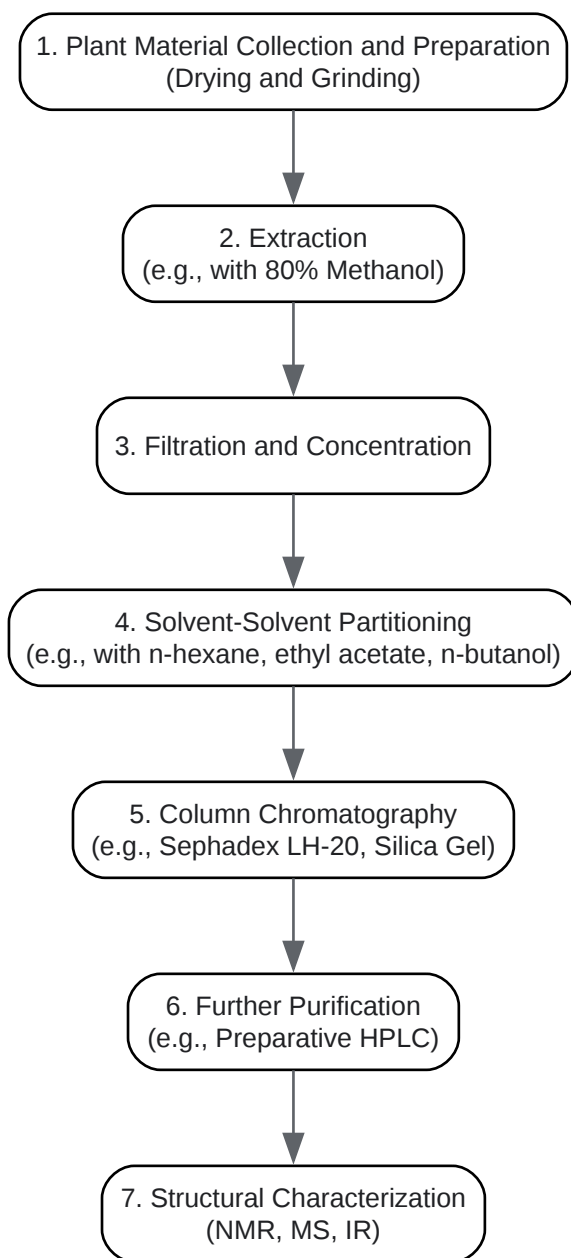 1. Plant Material Collection and Preparation
(Drying and Grinding)
2. Extraction
(e.g., with 80% Methanol)
3. Filtration and Concentration
4. Solvent-Solvent Partitioning
(e.g., with n-hexane, ethyl acetate, n-butanol)
5. Column Chromatography
(e.g., Sephadex LH-20, Silica Gel)
6. Further Purification
(e.g., Preparative HPLC)
7. Structural Characterization
(NMR, MS, IR)